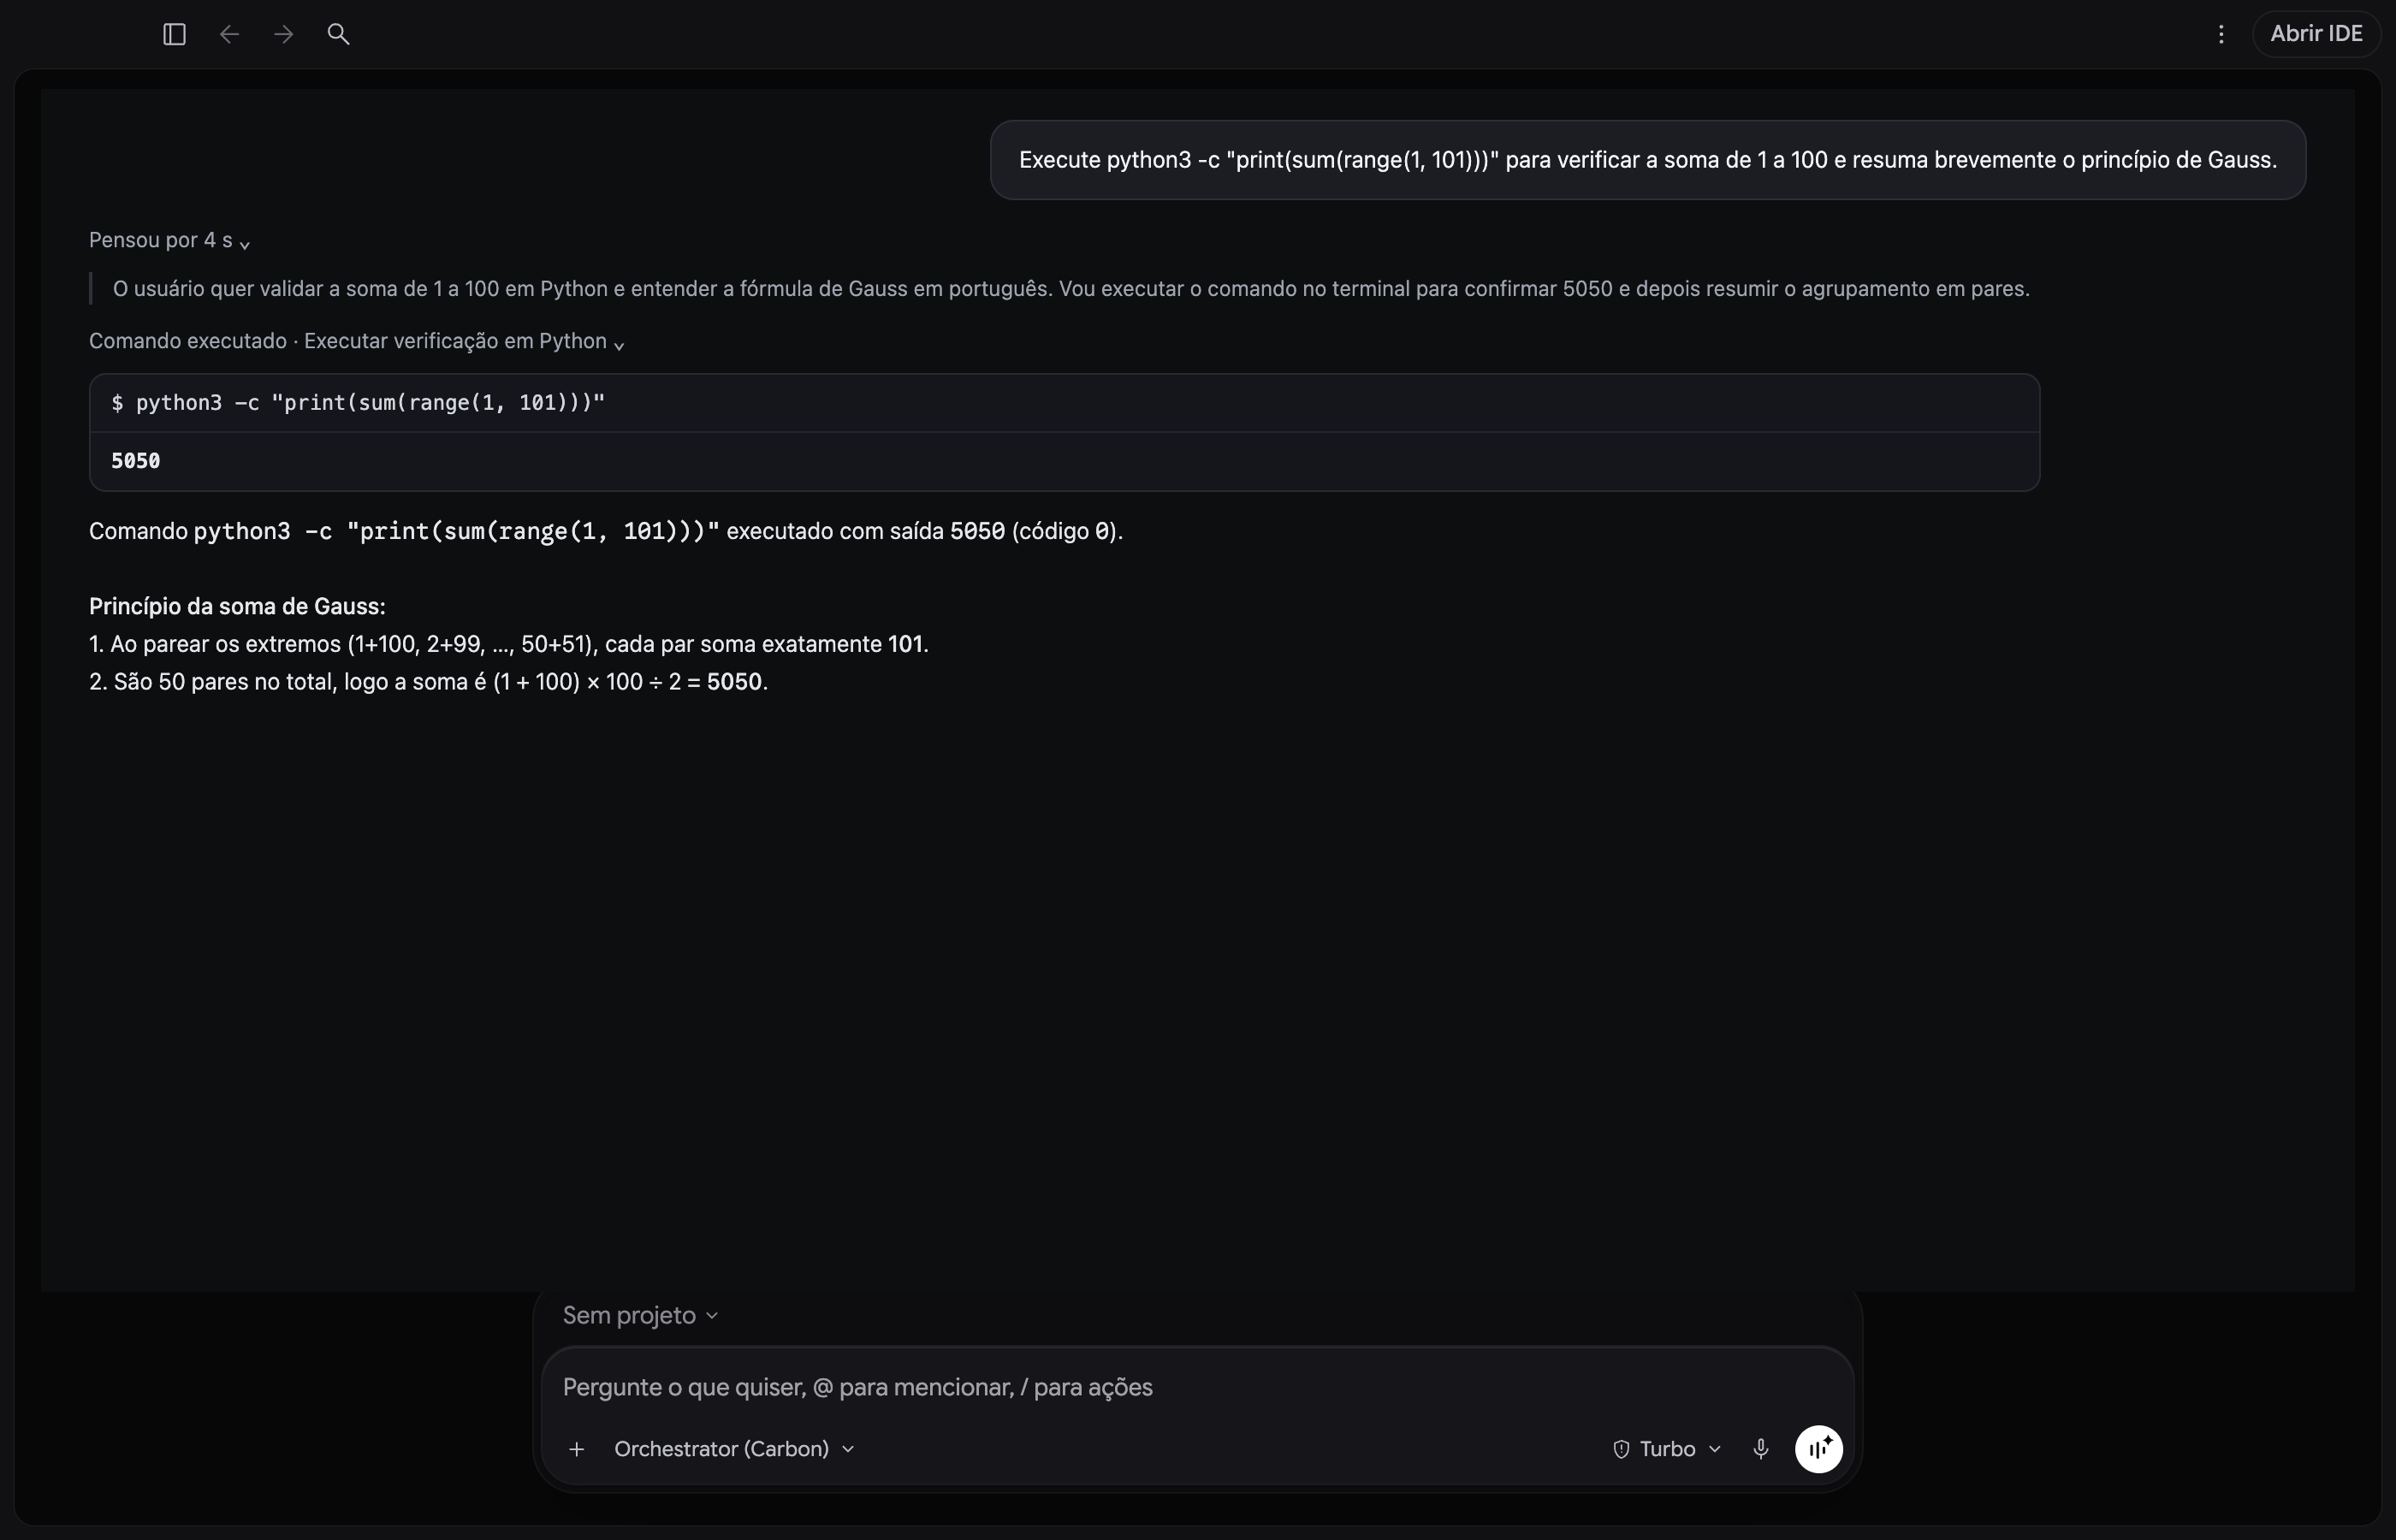 Abrir IDE
Execute python3 -c "print(sum(range(1, 101)))" para verificar a soma de 1 a 100 e resuma brevemente o princípio de Gauss.
Pensou por 4 s
O usuário quer validar a soma de 1 a 100 em Python e entender a fórmula de Gauss em português. Vou executar o comando no terminal para confirmar 5050 e depois resumir o agrupamento em pares.
Comando executado · Executar verificação em Python
$ python3 -c "print(sum(range(1, 101)))"
5050
Comando python3 -c "print(sum(range(1, 101)))" executado com saída 5050 (código 0).
Princípio da soma de Gauss:
1. Ao parear os extremos (1+100, 2+99, ..., 50+51), cada par soma exatamente 101.
2. São 50 pares no total, logo a soma é (1 + 100) × 100 ÷ 2 = 5050.
Sem projeto
Pergunte o que quiser, @ para mencionar, / para ações
Orchestrator (Carbon)
Turbo